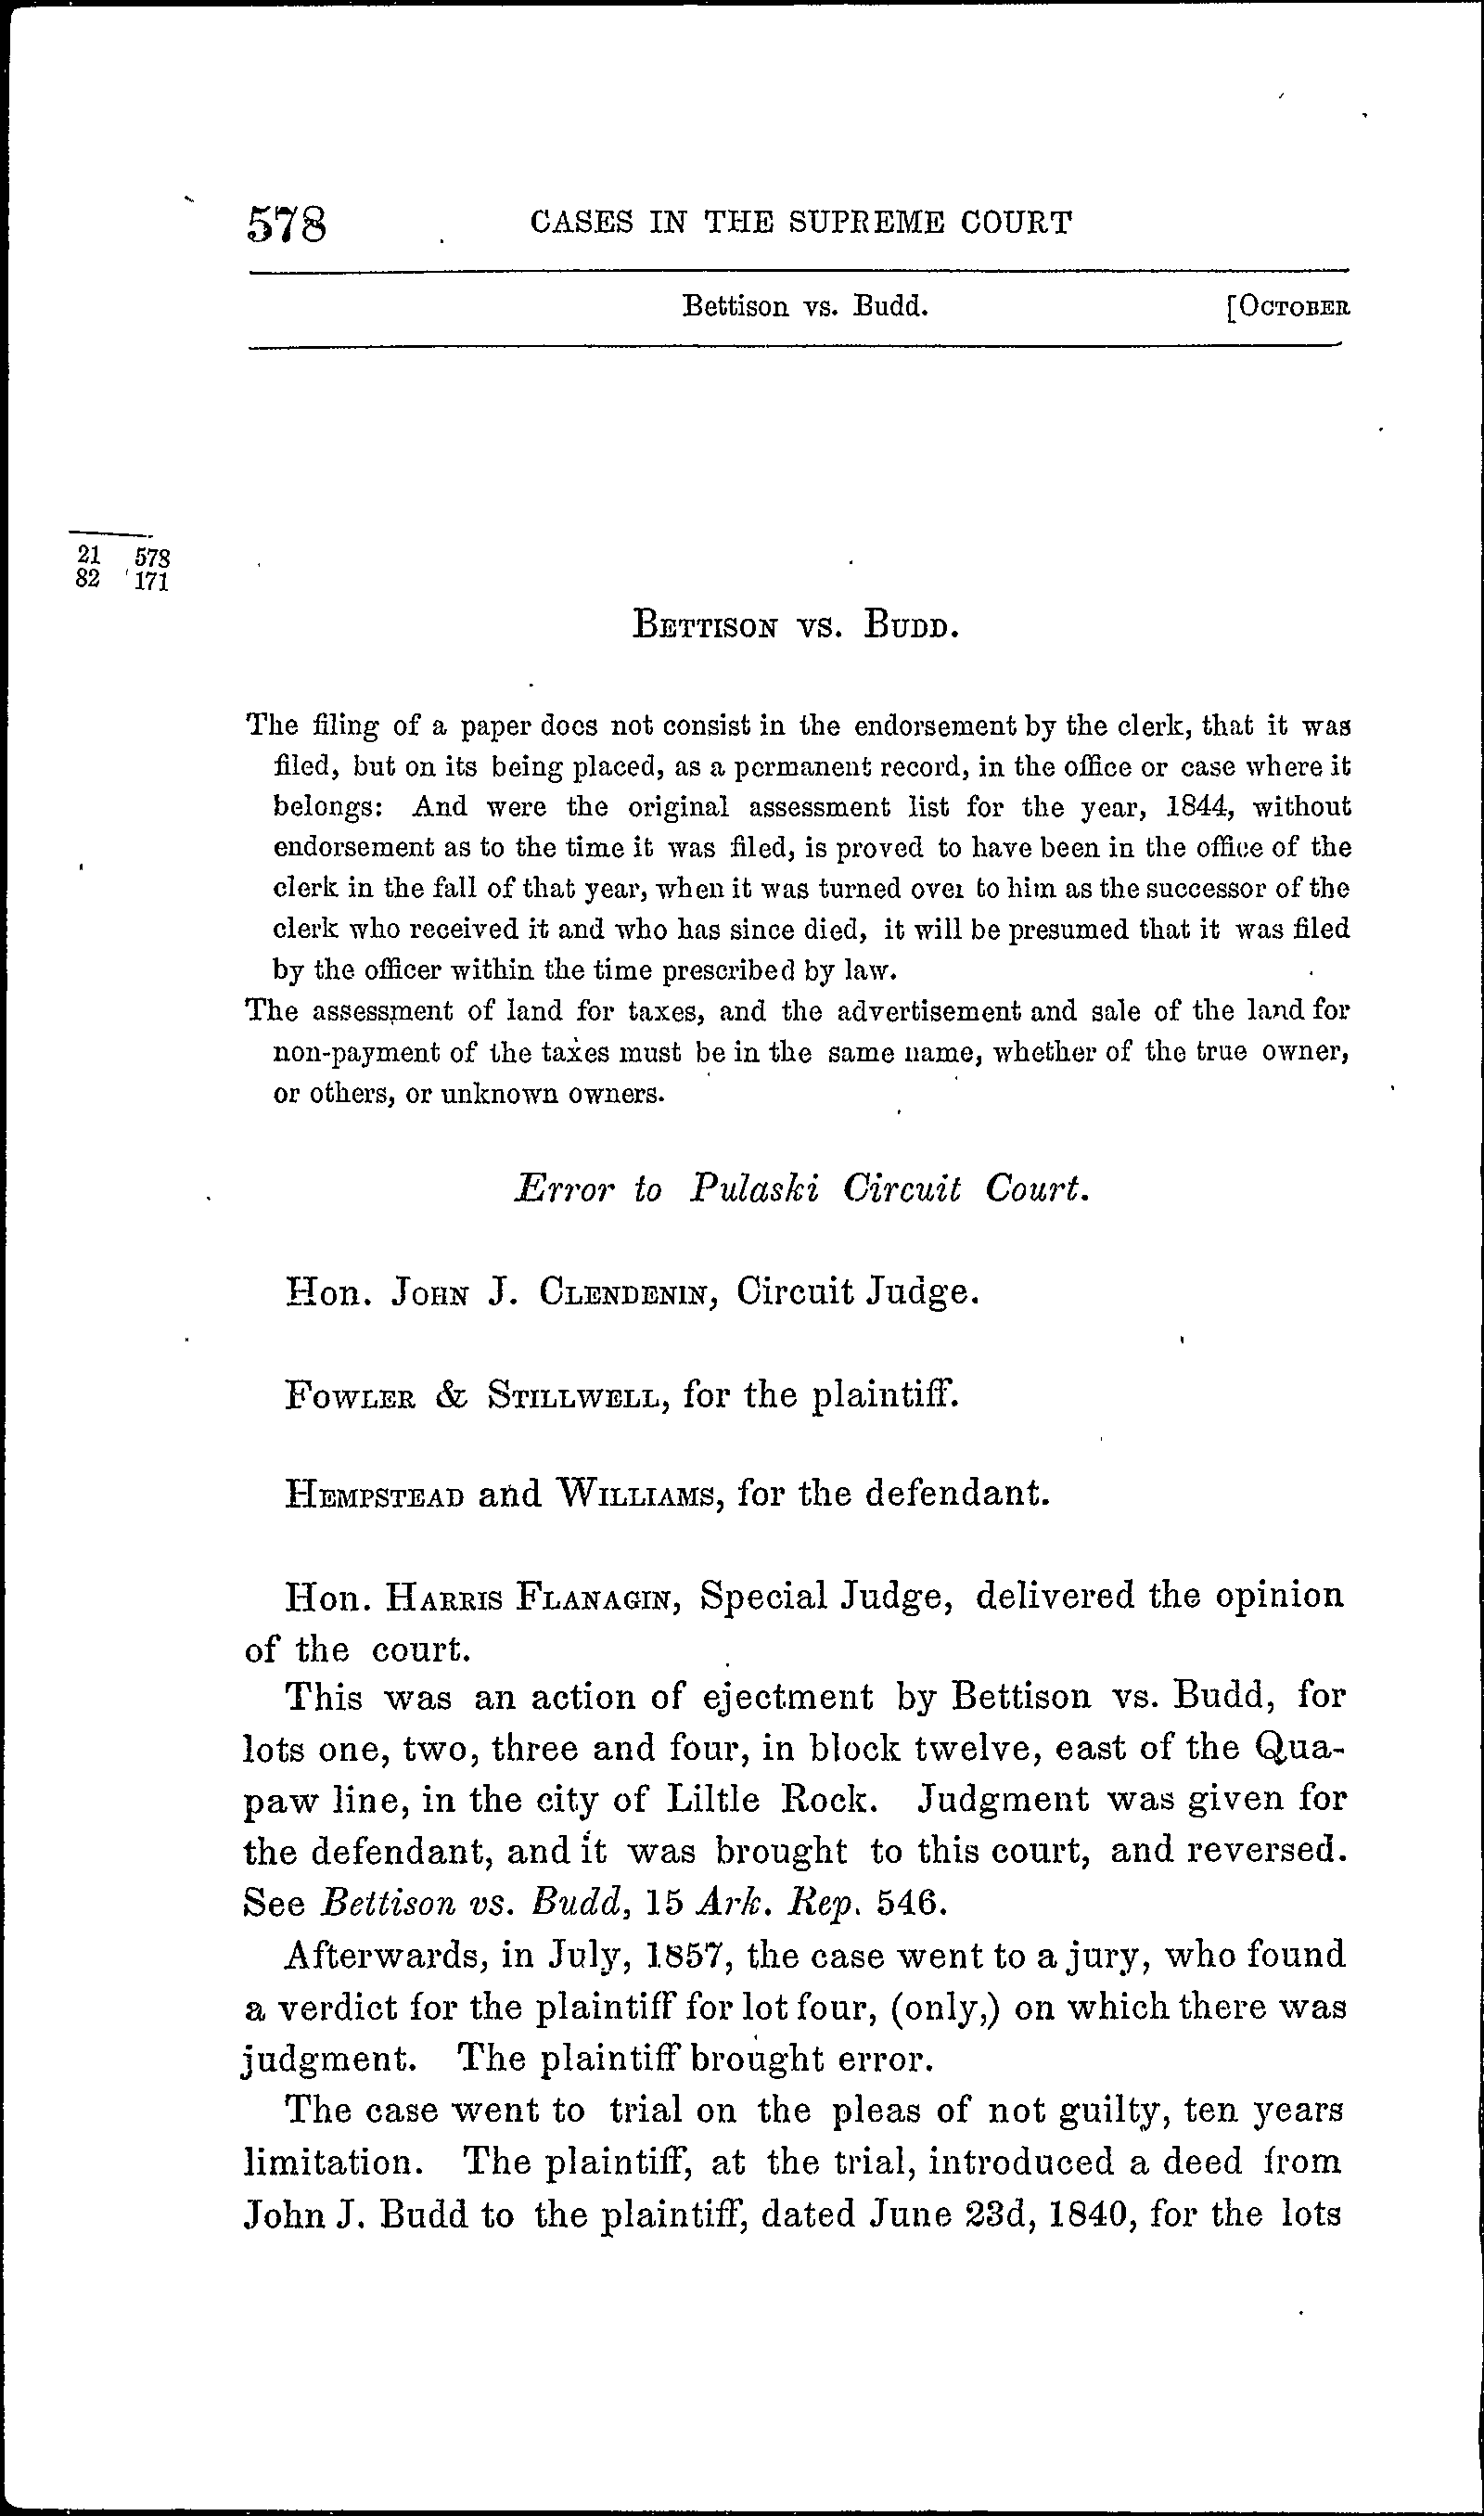 578 CASES IN THE SUPREME COURT
Bettison vs. Budd. [OCTOBER
21 578
82 171
BETTISON VS. BUDD.
The filing of a paper does not consist in the endorsement by the clerk, that it was
filed, but on its being placed, as a permanent record, in the office or case where it
belongs: And were the original assessment list for the year, 1844, without
endorsement as to the time it was filed, is proved to have been in the office of the
clerk in the fall of that year, when it was turned over to him as the successor of the
clerk who received it and who has since died, it will be presumed that it was filed
by the officer within the time prescribed by law.
The assessment of land for taxes, and the advertisement and sale of the land for
non-payment of the taxes must be in the same name, whether of the true owner,
or others, or unknown owners.
Error to Pulaski Circuit Court.
Hon. JOHN J. CLENDENIN, Circuit Judge.
FOWLER & STILLWELL, for the plaintiff.
HEMPSTEAD and WILLIAMS, for the defendant.
Hon. HARRIS FLANAGIN, Special Judge, delivered the opinion
of the court.
This was an action of ejectment by Bettison vs. Budd, for
lots one, two, three and four, in block twelve, east of the Qua-
paw line, in the city of Liltle Rock. Judgment was given for
the defendant, and it was brought to this court, and reversed.
See Bettison vs. Budd, 15 Ark. Rep. 546.
Afterwards, in July, 1857, the case went to a jury, who found
a verdict for the plaintiff for lot four, (only,) on which there was
judgment. The plaintiff brought error.
The case went to trial on the pleas of not guilty, ten years
limitation. The plaintiff, at the trial, introduced a deed from
John J. Budd to the plaintiff, dated June 23d, 1840, for the lots